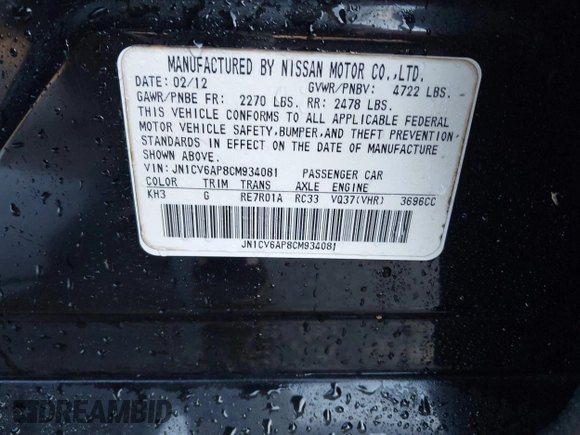 MANUFACTURED BY NISSAN MOTOR CO.,LTD.
DATE: 02/12 GVWR/PNBV: 4722 LBS.
GAWR/PNBE FR: 2270 LBS. RR: 2478 LBS.
THIS VEHICLE CONFORMS TO ALL APPLICABLE FEDERAL
MOTOR VEHICLE SAFETY, BUMPER, AND THEFT PREVENTION
STANDARDS IN EFFECT ON THE DATE OF MANUFACTURE
SHOWN ABOVE.
VIN: JN1CV6AP8CM934081 PASSENGER CAR
COLOR TRIM TRANS AXLE ENGINE
KH3 G RE7R01A RC33 VQ37(VHR) 3696CC
JN1CV6AP8CM934081
DREAMBID